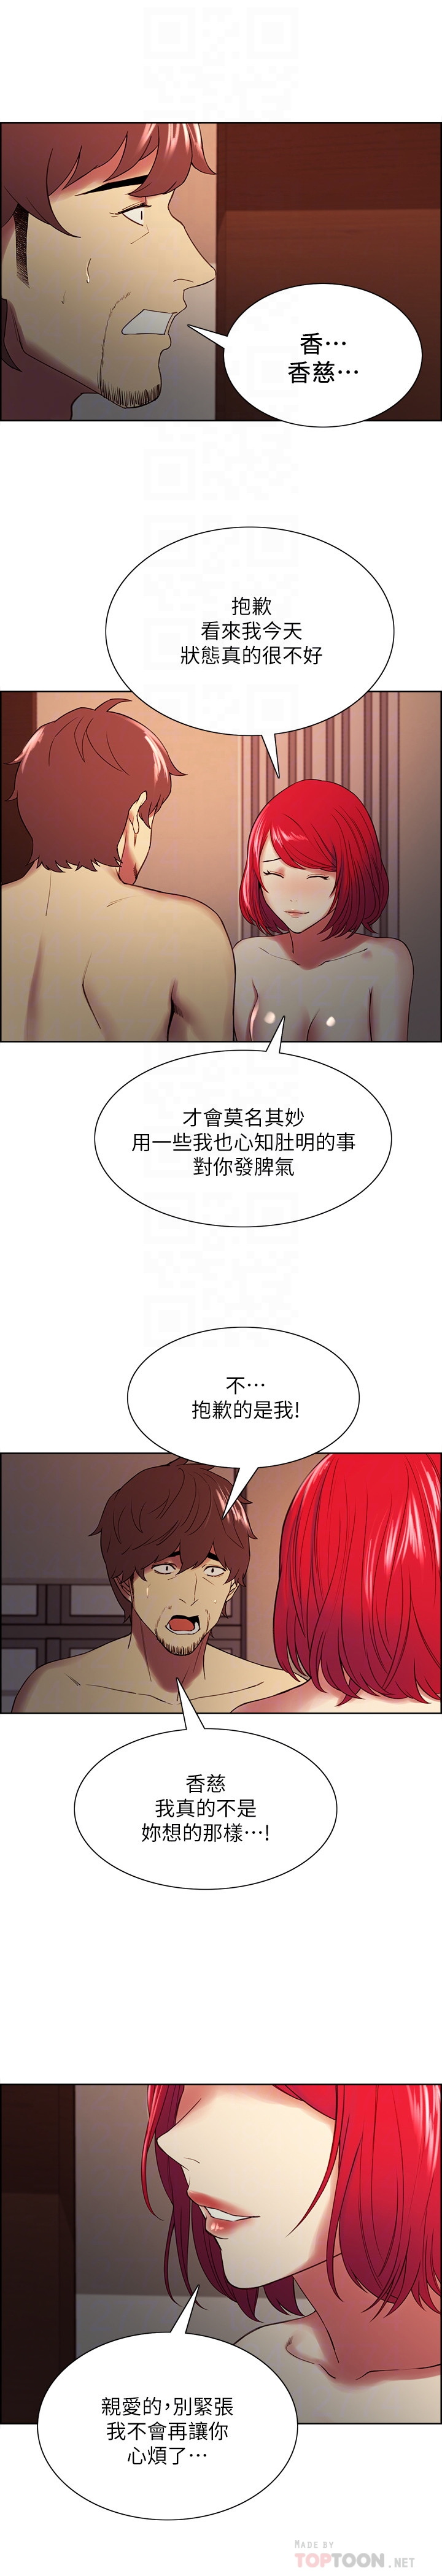 香⋯
香慈⋯
抱歉
看來我今天
狀態真的很不好
才會莫名其妙
用一些我也心知肚明的事
對你發脾氣
不⋯
抱歉的是我!
香慈
我真的不是
妳想的那樣⋯!
親愛的,別緊張
我不會再讓你
心煩了⋯
MADE BY
TOPTOON.NET